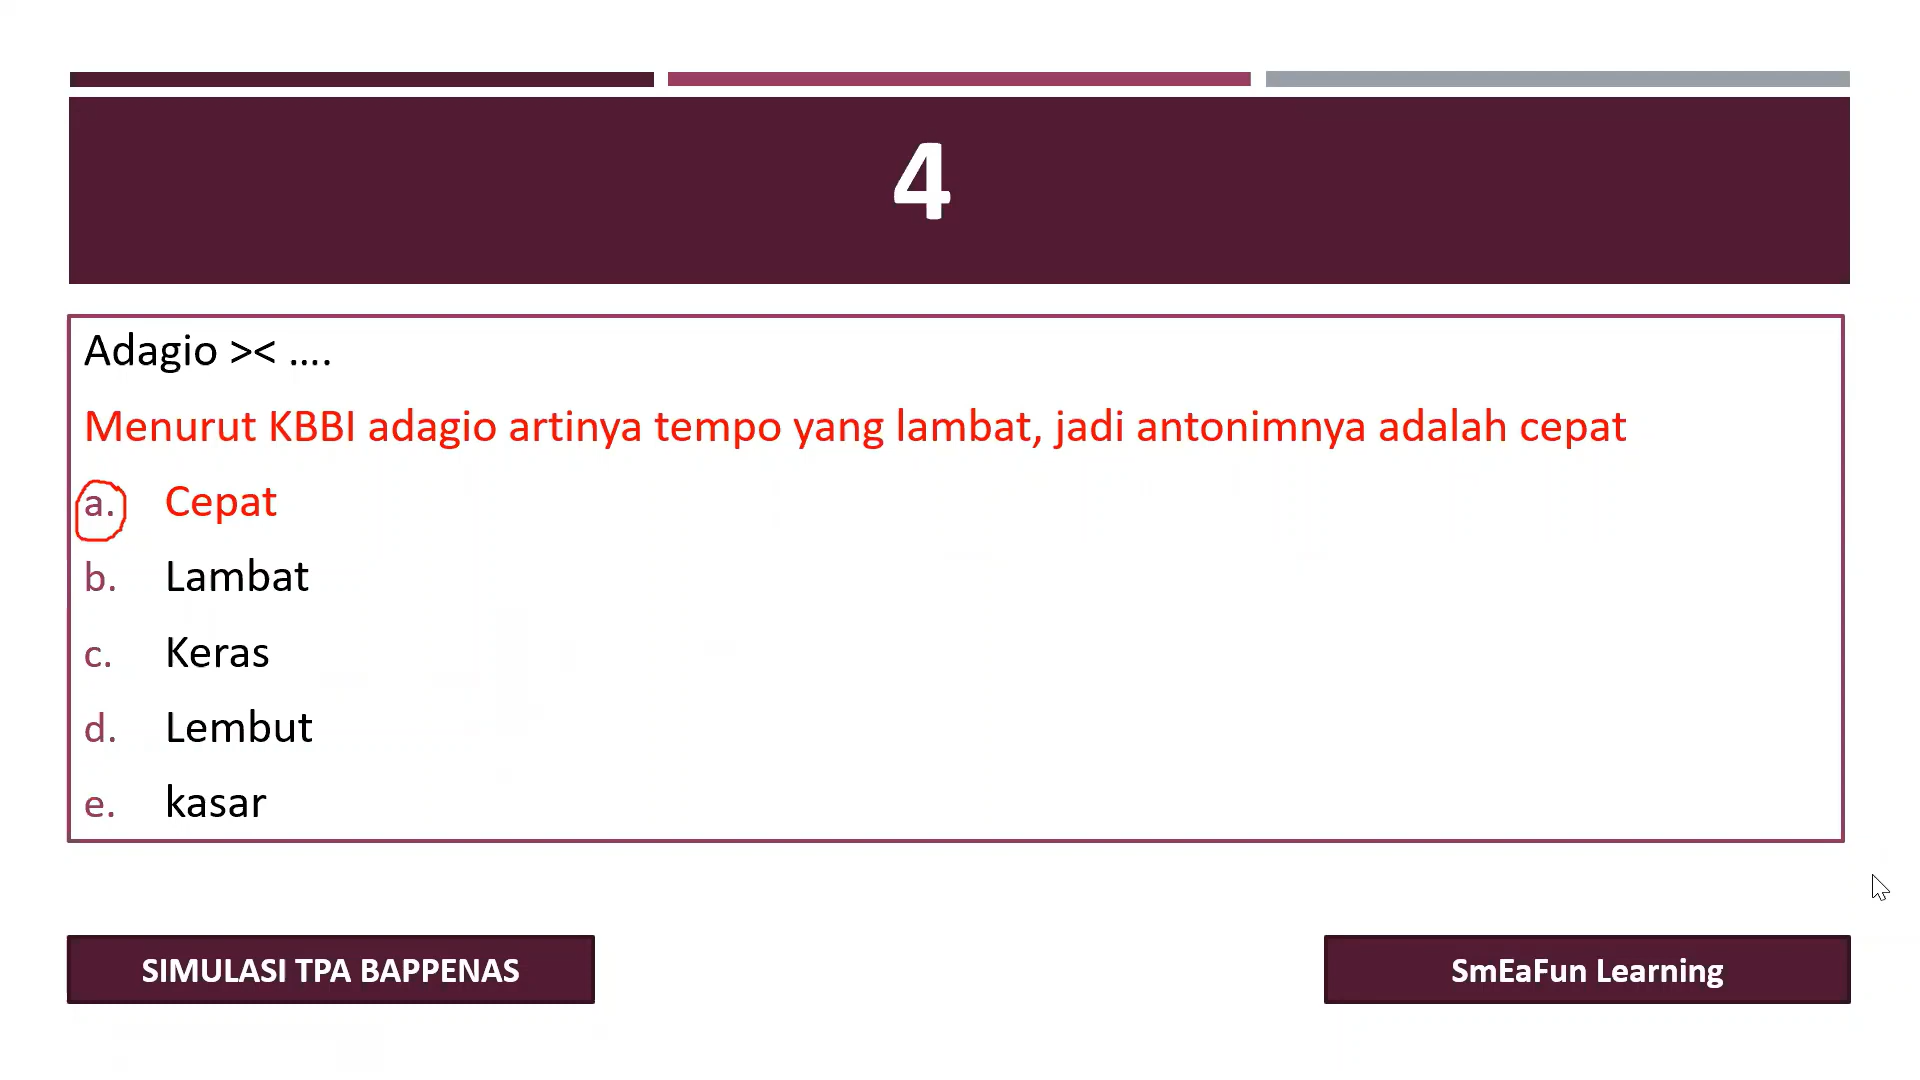 4
Adagio >< ....
Menurut KBBI adagio artinya tempo yang lambat, jadi antonimnya adalah cepat
a. Cepat
b. Lambat
c. Keras
d. Lembut
e. kasar
SIMULASI TPA BAPPENAS
SmEaFun Learning